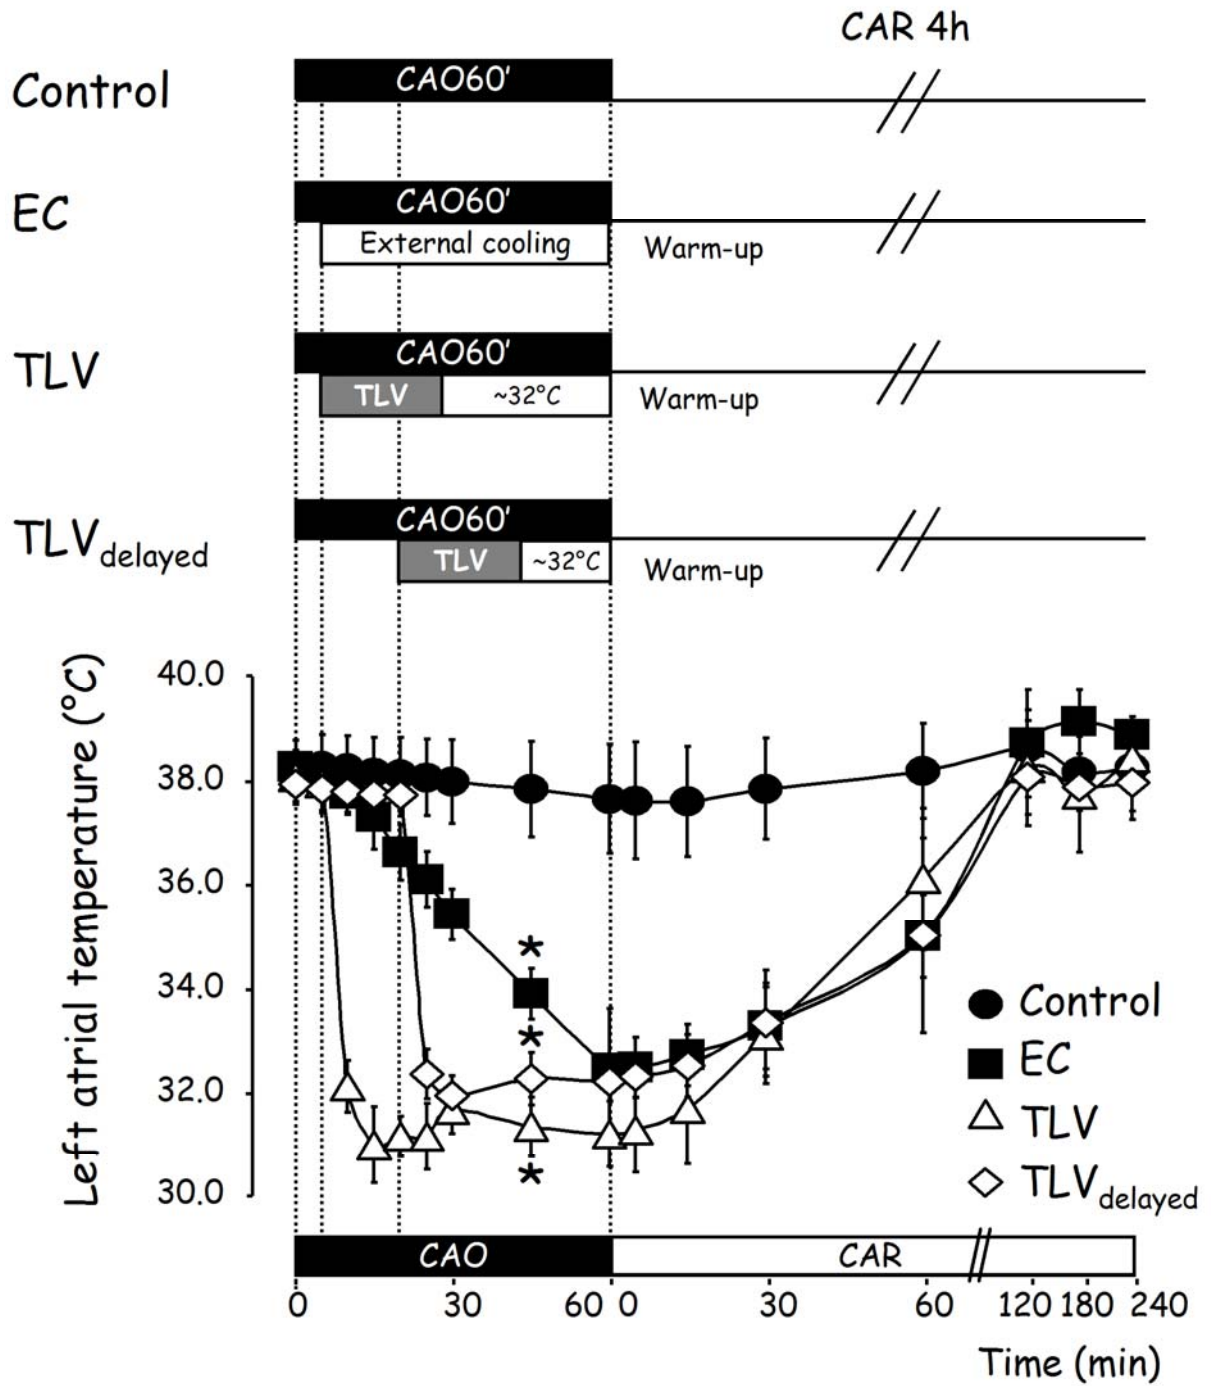 CAR 4h
Control
CAO60'
EC
CAO60'
External cooling
Warm-up
TLV
CAO60'
TLV
~32°C
Warm-up
TLVdelayed
CAO60'
TLV
~32°C
Warm-up
Left atrial temperature (°C)
40.0
38.0
36.0
34.0
32.0
30.0
Control
EC
TLV
TLVdelayed
CAO
CAR
0 30 60 0 30 60 120 180 240
Time (min)